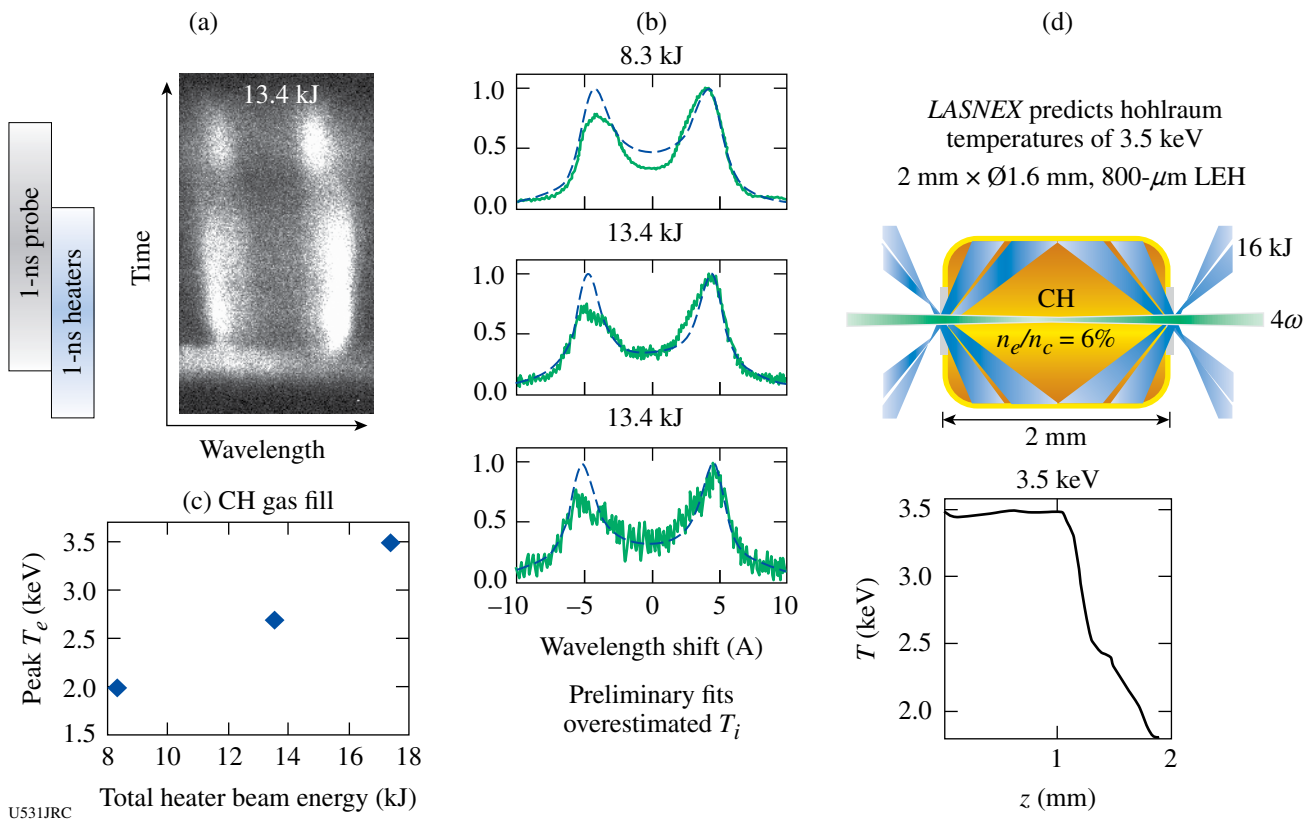 (a)
13.4 kJ
1-ns probe
1-ns heaters
Time
Wavelength
(b)
8.3 kJ
1.0
0.5
0.0
13.4 kJ
1.0
0.5
0.0
13.4 kJ
1.0
0.5
0.0
–10 –5 0 5 10
Wavelength shift (A)
Preliminary fits
overestimated Ti
(c) CH gas fill
Peak Te (keV)
3.5
3.0
2.5
2.0
1.5
8 10 12 14 16 18
Total heater beam energy (kJ)
(d)
LASNEX predicts hohlraum
temperatures of 3.5 keV
2 mm × Ø1.6 mm, 800-μm LEH
16 kJ
CH
4ω
ne/nc = 6%
2 mm
3.5 keV
T (keV)
3.5
3.0
2.5
2.0
1 2
z (mm)
U531JRC